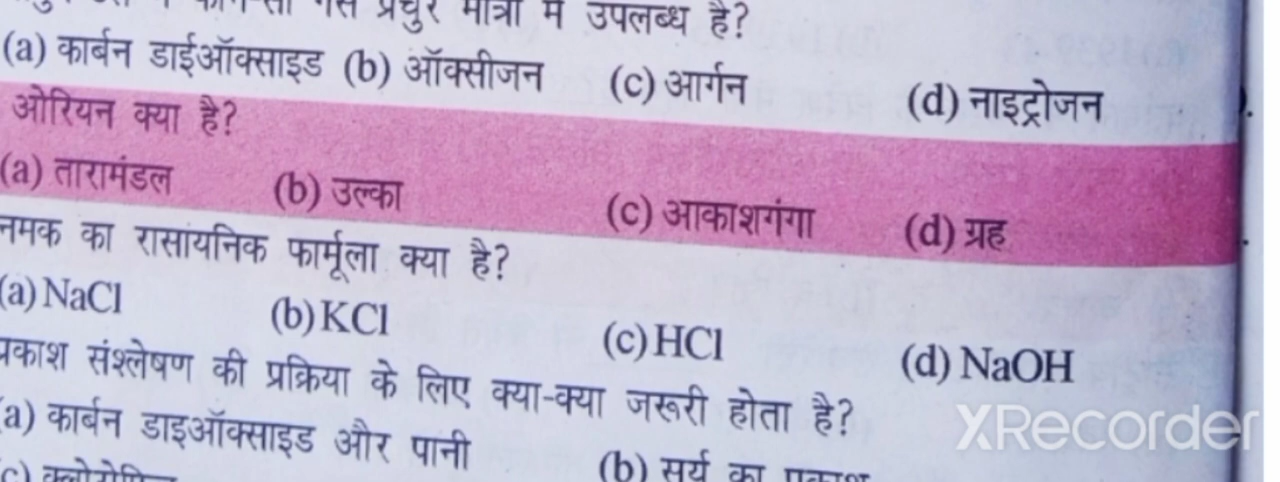 प्रचुर मात्रा में उपलब्ध है?
(a) कार्बन डाईऑक्साइड (b) ऑक्सीजन (c) आर्गन (d) नाइट्रोजन
ओरियन क्या है?
(a) तारामंडल (b) उल्का (c) आकाशगंगा (d) ग्रह
नमक का रासायनिक फार्मूला क्या है?
(a) NaCl (b) KCl (c) HCl (d) NaOH
प्रकाश संश्लेषण की प्रक्रिया के लिए क्या-क्या जरूरी होता है?
(a) कार्बन डाइऑक्साइड और पानी (b) सूर्य का प्रकाश
XRecorder